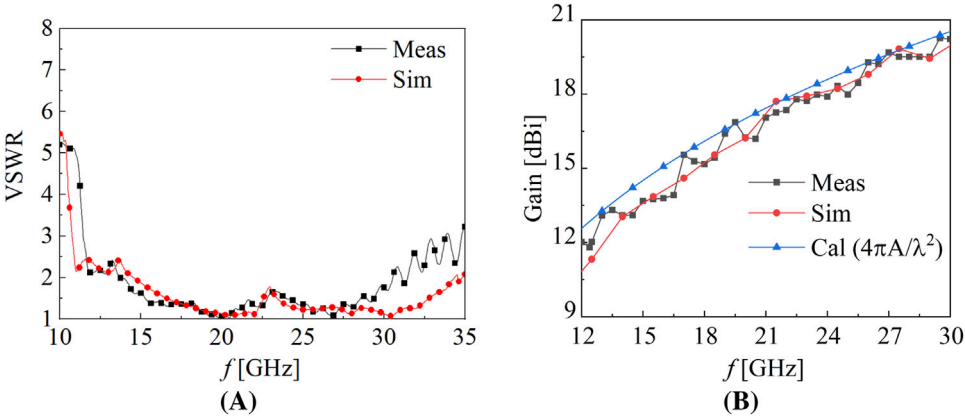 8
7
6
5
4
3
2
1
VSWR
Meas
Sim
10 15 20 25 30 35
f [GHz]
(A)
21
18
15
12
9
Gain [dBi]
Meas
Sim
Cal (4πA/λ²)
12 15 18 21 24 27 30
f [GHz]
(B)